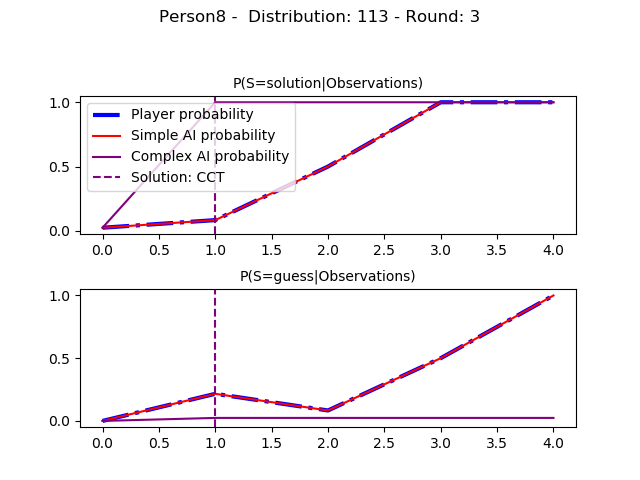 Person8 -  Distribution: 113 - Round: 3
P(S=solution|Observations)
1.0
0.5
0.0
Player probability
Simple AI probability
Complex AI probability
Solution: CCT
0.0 0.5 1.0 1.5 2.0 2.5 3.0 3.5 4.0
P(S=guess|Observations)
1.0
0.5
0.0
0.0 0.5 1.0 1.5 2.0 2.5 3.0 3.5 4.0